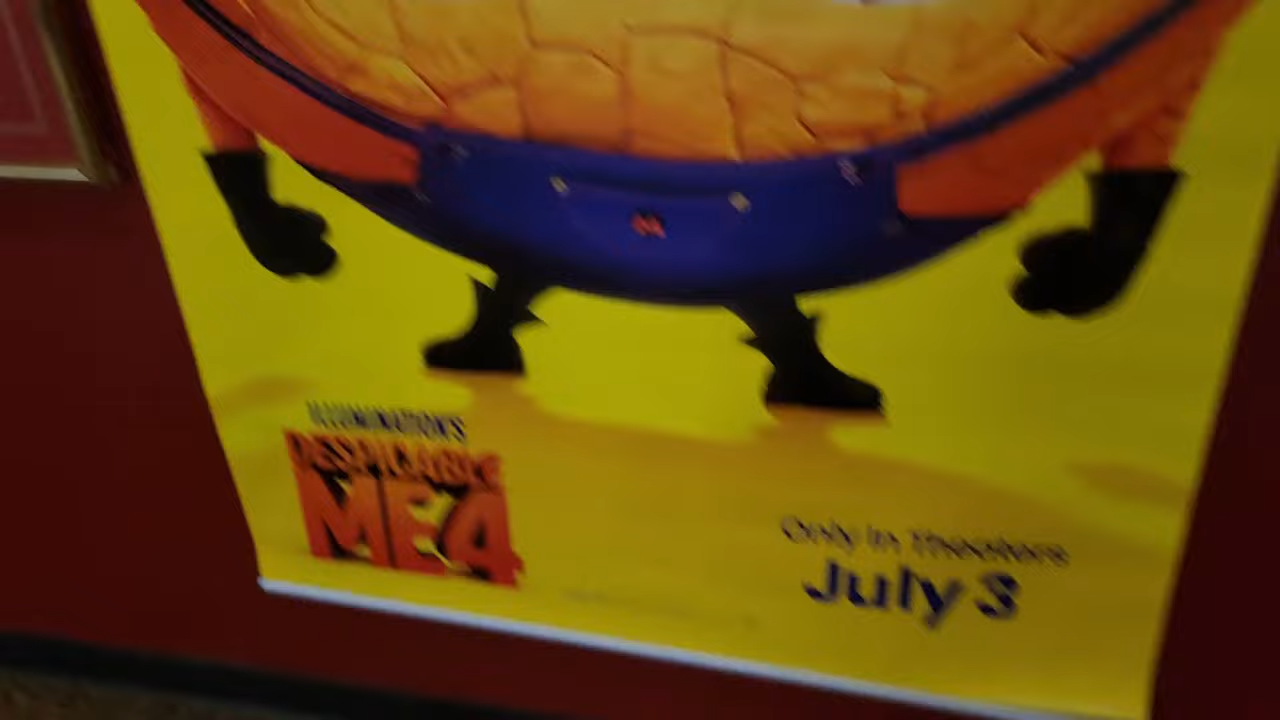 ILLUMINATION'S
DESPICABLE
ME 4
Only in Theaters
July 3